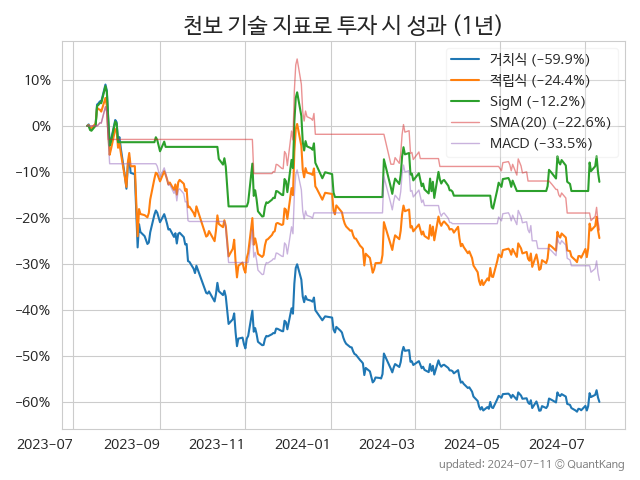 천보 기술 지표로 투자 시 성과 (1년)
거치식 (−59.9%)
적립식 (−24.4%)
SigM (−12.2%)
SMA(20) (−22.6%)
MACD (−33.5%)
10%
0%
−10%
−20%
−30%
−40%
−50%
−60%
2023-07 2023-09 2023-11 2024-01 2024-03 2024-05 2024-07
updated: 2024-07-11 © QuantKang